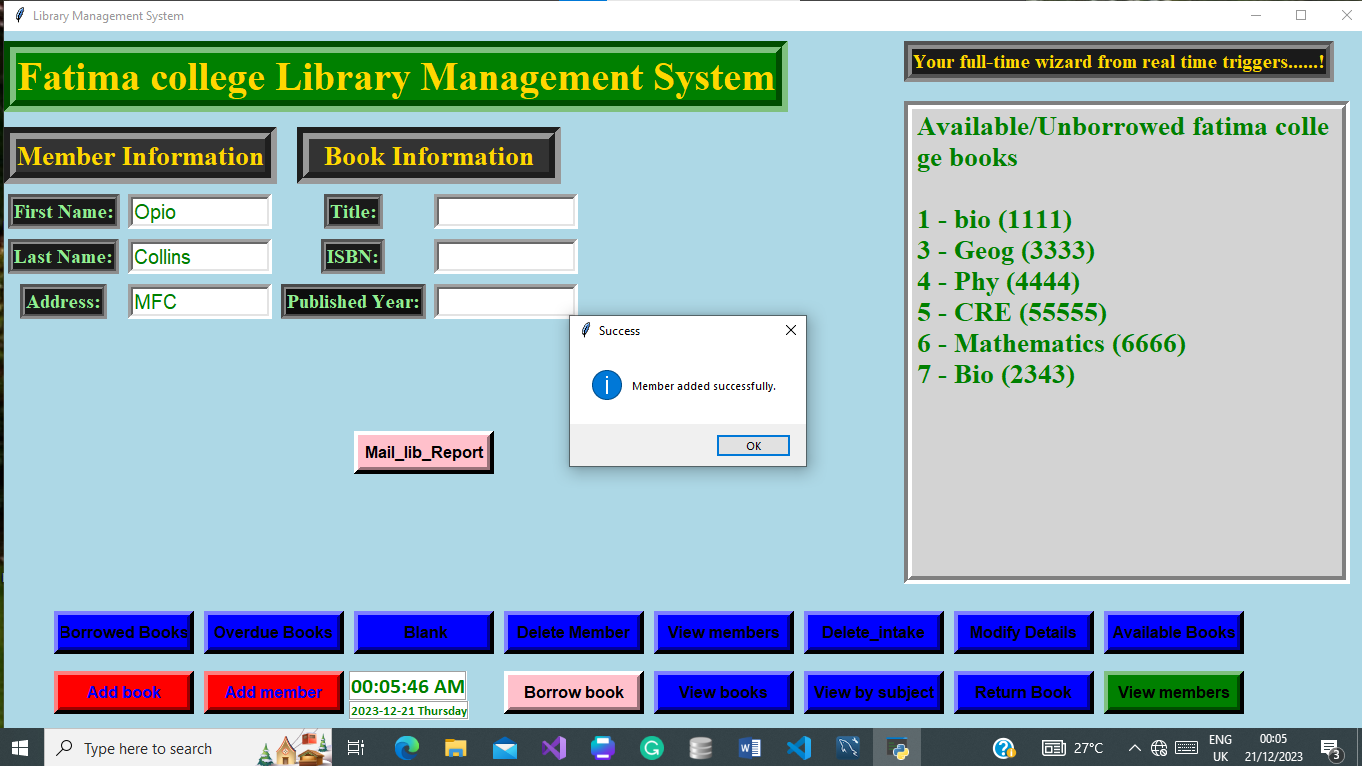 Library Management System
Fatima college Library Management System
Your full-time wizard from real time triggers......!
Member Information
Book Information
First Name:
Opio
Title:
Last Name:
Collins
ISBN:
Address:
MFC
Published Year:
Available/Unborrowed fatima colle
ge books
1 - bio (1111)
3 - Geog (3333)
4 - Phy (4444)
5 - CRE (55555)
6 - Mathematics (6666)
7 - Bio (2343)
Success
Member added successfully.
OK
Mail_lib_Report
Borrowed Books
Overdue Books
Blank
Delete Member
View members
Delete_intake
Modify Details
Available Books
Add book
Add member
00:05:46 AM
2023-12-21 Thursday
Borrow book
View books
View by subject
Return Book
View members
Type here to search
27°C
ENG
UK
00:05
21/12/2023
3